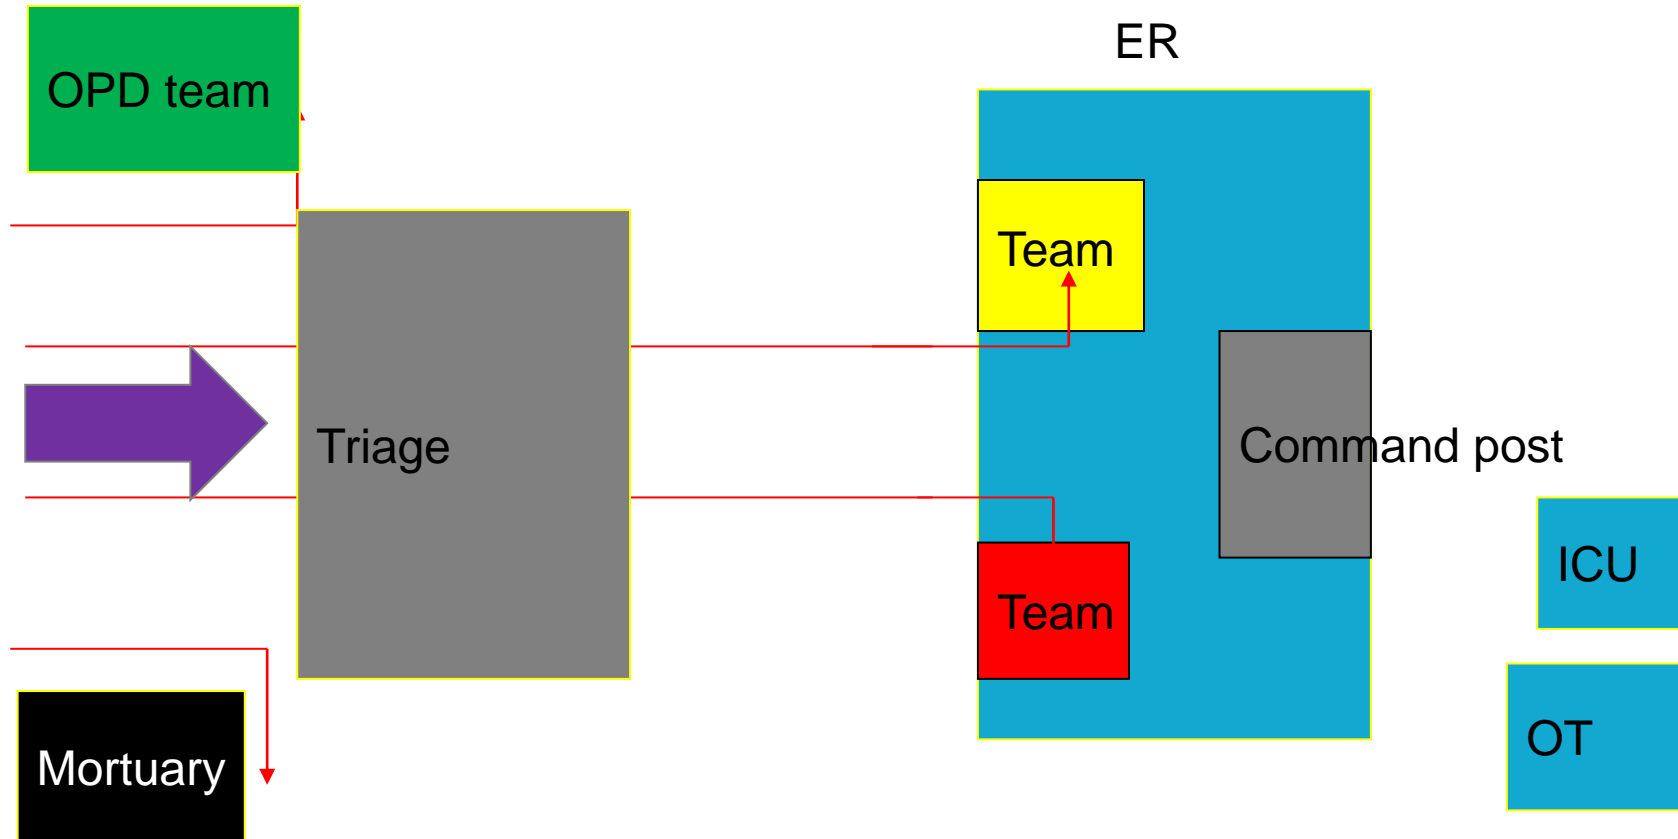 ER
OPD team
Team
Triage
Command post
ICU
Team
OT
Mortuary